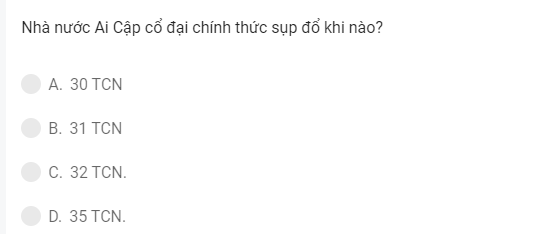 Nhà nước Ai Cập cổ đại chính thức sụp đổ khi nào?
A. 30 TCN
B. 31 TCN
C. 32 TCN.
D. 35 TCN.